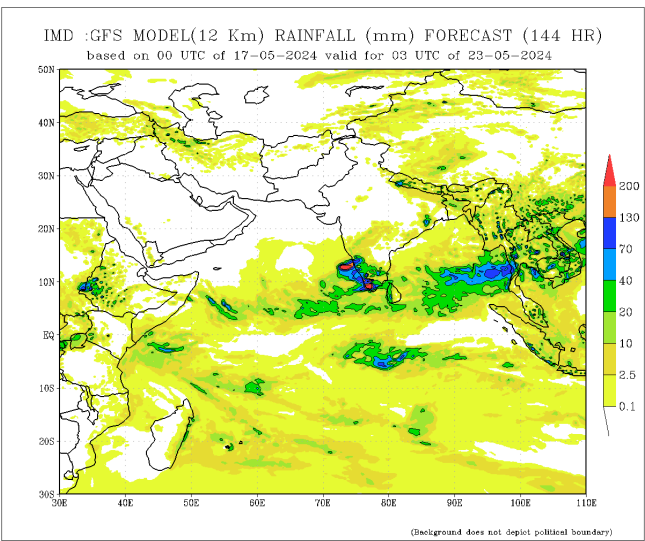 IMD :GFS MODEL(12 Km) RAINFALL (mm) FORECAST (144 HR)
based on 00 UTC of 17-05-2024 valid for 03 UTC of 23-05-2024
50N
40N
30N
20N
10N
EQ
10S
20S
30S
30E 40E 50E 60E 70E 80E 90E 100E 110E
200
130
70
40
20
10
2.5
0.1
(Background does not depict political boundary)